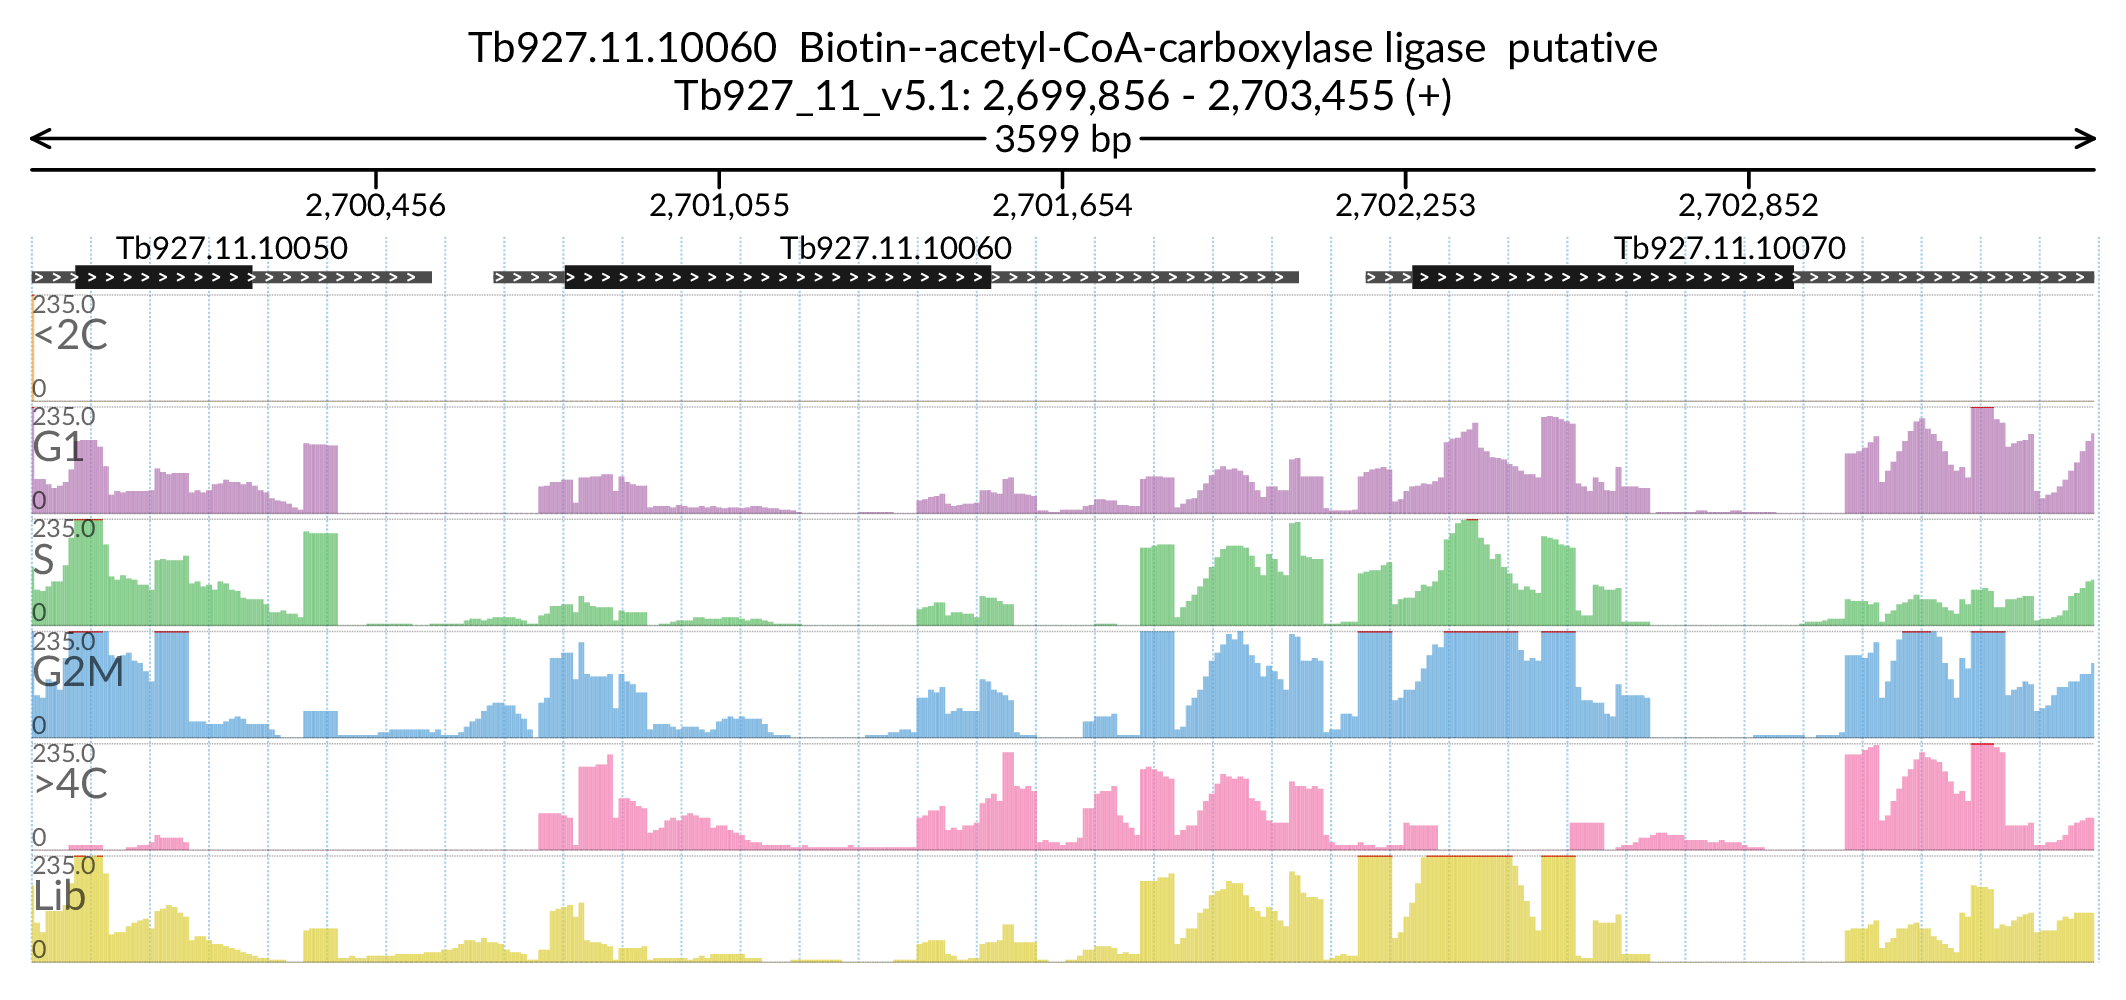 Tb927.11.10060  Biotin--acetyl-CoA-carboxylase ligase  putative
Tb927_11_v5.1: 2,699,856 - 2,703,455 (+)
3599 bp
2,700,456 2,701,055 2,701,654 2,702,253 2,702,852
Tb927.11.10050 Tb927.11.10060 Tb927.11.10070
235.0
<2C
0
235.0
G1
0
235.0
S
0
235.0
G2M
0
235.0
>4C
0
235.0
Lib
0